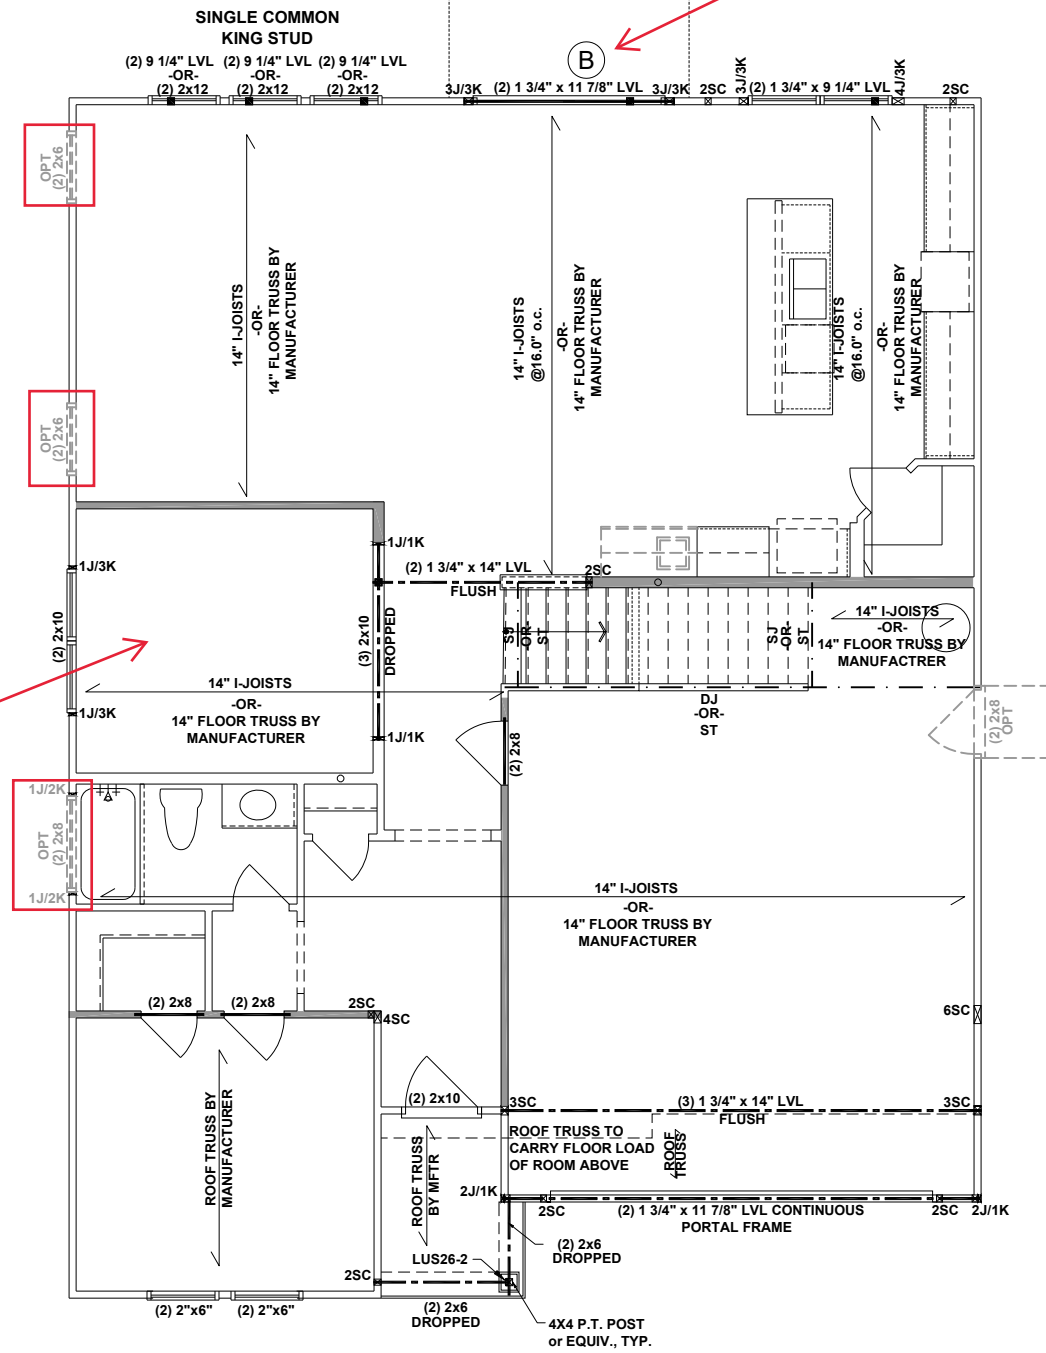 SINGLE COMMON
KING STUD
(2) 9 1/4" LVL
-OR-
(2) 2x12
(2) 9 1/4" LVL
-OR-
(2) 2x12
(2) 9 1/4" LVL
-OR-
(2) 2x12
B
3J/3K
(2) 1 3/4" x 11 7/8" LVL
3J/3K
2SC
3J/3K
(2) 1 3/4" x 9 1/4" LVL
4J/3K
2SC
OPT
(2) 2x6
14" I-JOISTS
-OR-
14" FLOOR TRUSS BY
MANUFACTURER
14" I-JOISTS
@16.0" o.c.
-OR-
14" FLOOR TRUSS BY
MANUFACTURER
14" I-JOISTS
@16.0" o.c.
-OR-
14" FLOOR TRUSS BY
MANUFACTURER
OPT
(2) 2x6
1J/1K
1J/3K
(2) 1 3/4" x 14" LVL
FLUSH
2SC
(2) 2x10
(3) 2x10
DROPPED
SJ
-OR-
ST
SJ
-OR-
ST
14" I-JOISTS
-OR-
14" FLOOR TRUSS BY
MANUFACTRER
14" I-JOISTS
-OR-
14" FLOOR TRUSS BY
MANUFACTURER
1J/3K
1J/1K
DJ
-OR-
ST
(2) 2x8
(2) 2x8
OPT
1J/2K
OPT
(2) 2x8
1J/2K
14" I-JOISTS
-OR-
14" FLOOR TRUSS BY
MANUFACTURER
(2) 2x8
(2) 2x8
2SC
4SC
6SC
ROOF TRUSS BY
MANUFACTURER
(2) 2x10
3SC
(3) 1 3/4" x 14" LVL
FLUSH
3SC
ROOF TRUSS TO
CARRY FLOOR LOAD
OF ROOM ABOVE
ROOF
TRUSS
ROOF TRUSS
BY MFTR
2J/1K
2SC
(2) 1 3/4" x 11 7/8" LVL CONTINUOUS
PORTAL FRAME
2SC
2J/1K
(2) 2x6
DROPPED
LUS26-2
2SC
(2) 2"x6"
(2) 2"x6"
(2) 2x6
DROPPED
4X4 P.T. POST
or EQUIV., TYP.